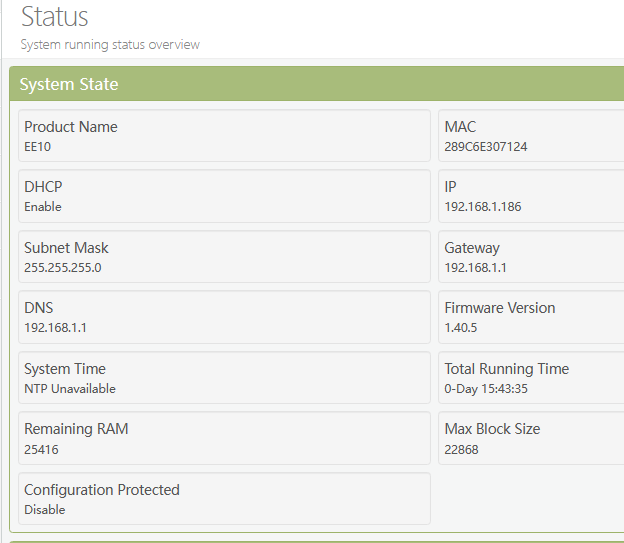 Status
System running status overview
System State
Product Name
EE10
MAC
289C6E307124
DHCP
Enable
IP
192.168.1.186
Subnet Mask
255.255.255.0
Gateway
192.168.1.1
DNS
192.168.1.1
Firmware Version
1.40.5
System Time
NTP Unavailable
Total Running Time
0-Day 15:43:35
Remaining RAM
25416
Max Block Size
22868
Configuration Protected
Disable